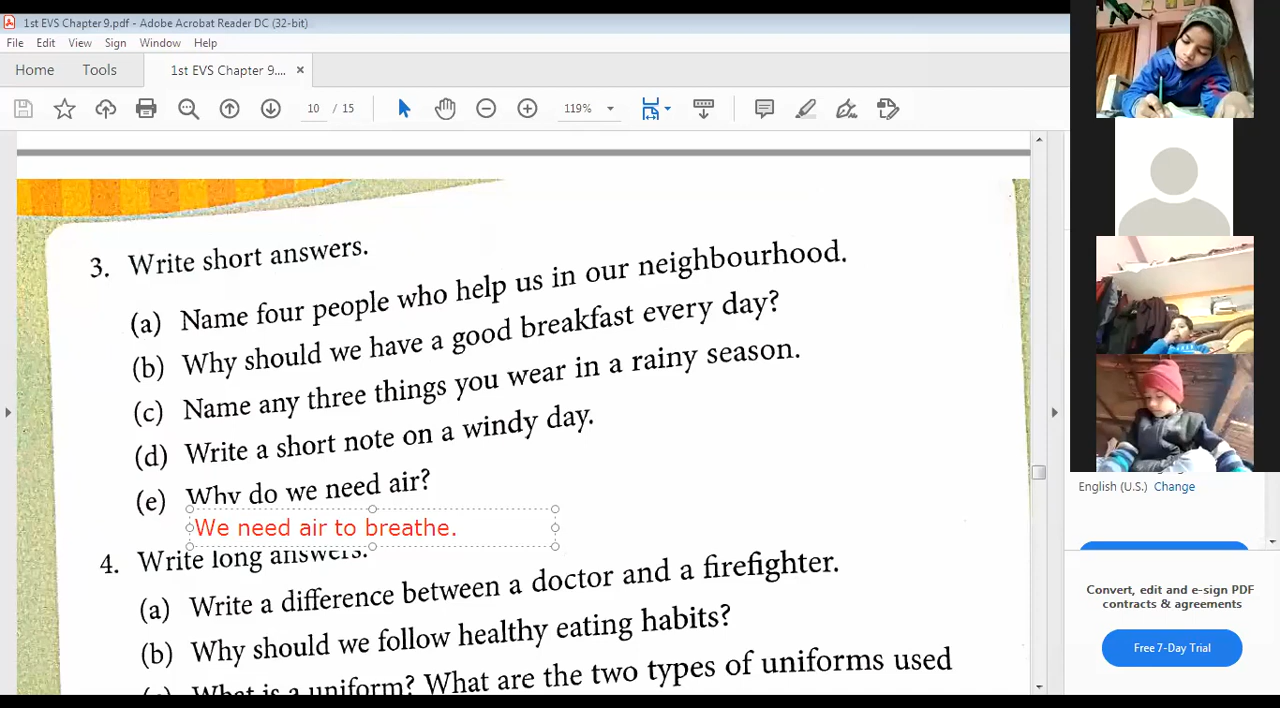 1st EVS Chapter 9.pdf - Adobe Acrobat Reader DC (32-bit)
File Edit View Sign Window Help
Home Tools 1st EVS Chapter 9.... ×
10 / 15 119%
3. Write short answers.
(a) Name four people who help us in our neighbourhood.
(b) Why should we have a good breakfast every day?
(c) Name any three things you wear in a rainy season.
(d) Write a short note on a windy day.
(e) Why do we need air?
We need air to breathe.
4. Write long answers.
(a) Write a difference between a doctor and a firefighter.
(b) Why should we follow healthy eating habits?
What is a uniform? What are the two types of uniforms used
English (U.S.) Change
Convert, edit and e-sign PDF
contracts & agreements
Free 7-Day Trial